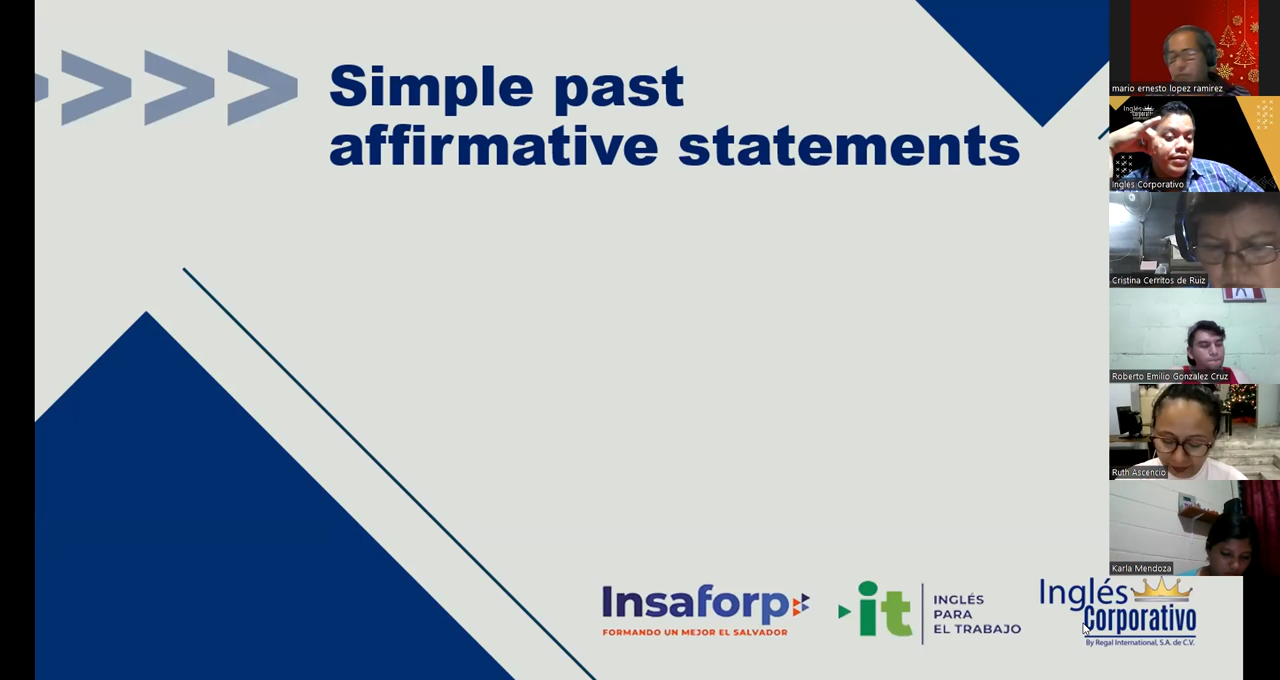 Simple past
affirmative statements
Insaforp
FORMANDO UN MEJOR EL SALVADOR
it
INGLÉS
PARA
EL TRABAJO
Inglés
Corporativo
By Regal International, S.A. de C.V.
mario ernesto lopez ramirez
Inglés
Corporativo
Ingles Corporativo
Cristina Cerritos de Ruiz
Roberto Emilio Gonzalez Cruz
Ruth Ascencio
Karla Mendoza